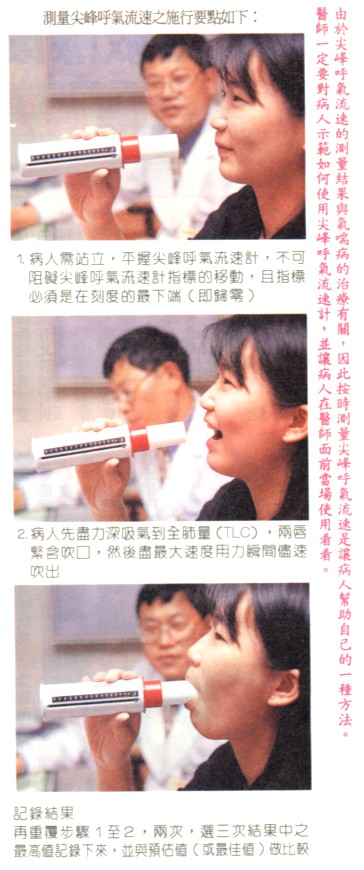 測量尖峰呼氣流速之施行要點如下：
由於尖峰呼氣流速的測量結果與氣喘病的治療有關，因此按時測量尖峰呼氣流速是讓病人幫助自己的一種方法。
醫師一定要對病人示範如何使用尖峰呼氣流速計，並讓病人在醫師面前當場使用看看。
1. 病人需站立，平握尖峰呼氣流速計，不可
阻礙尖峰呼氣流速計指標的移動，且指標
必須是在刻度的最下端（即歸零）
2. 病人先盡力深吸氣到全肺量（TLC），兩唇
緊含吹口，然後盡最大速度用力瞬間儘速
吹出
記錄結果
再重覆步驟1至2，兩次，選三次結果中之
最高值記錄下來，並與預估值（或最佳值）做比較